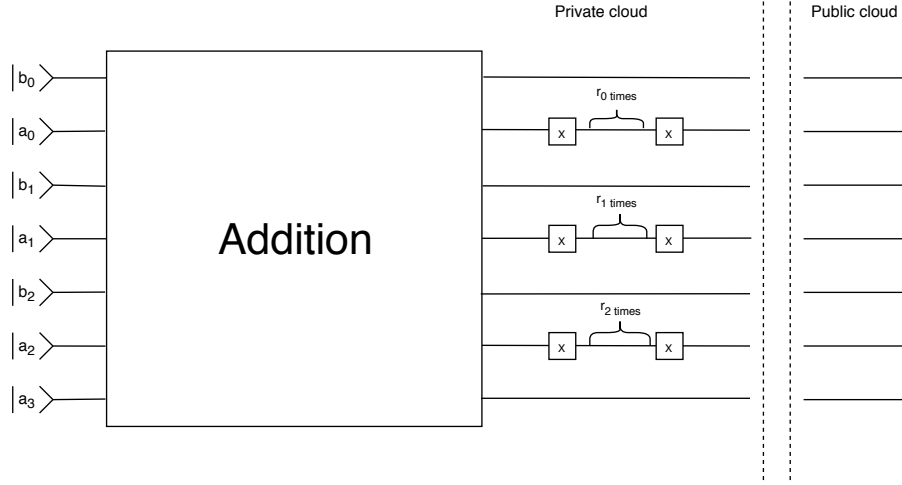 Private cloud
Public cloud
|b₀⟩
r₀ times
|a₀⟩
x x
|b₁⟩
r₁ times
|a₁⟩
Addition
x x
|b₂⟩
r₂ times
|a₂⟩
x x
|a₃⟩